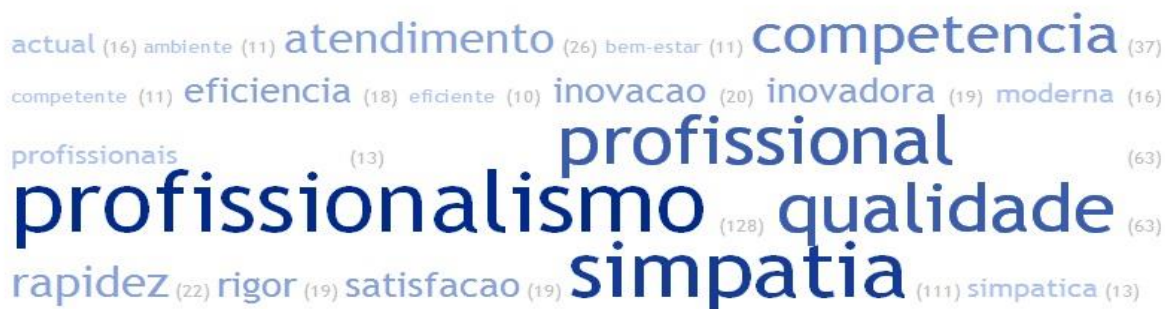 actual (16) ambiente (11) atendimento (26) bem-estar (11) competencia (37)
competente (11) eficiencia (18) eficiente (10) inovacao (20) inovadora (19) moderna (16)
profissionais (13) profissional (63)
profissionalismo (128) qualidade (63)
rapidez (22) rigor (19) satisfacao (19) simpatia (111) simpatica (13)